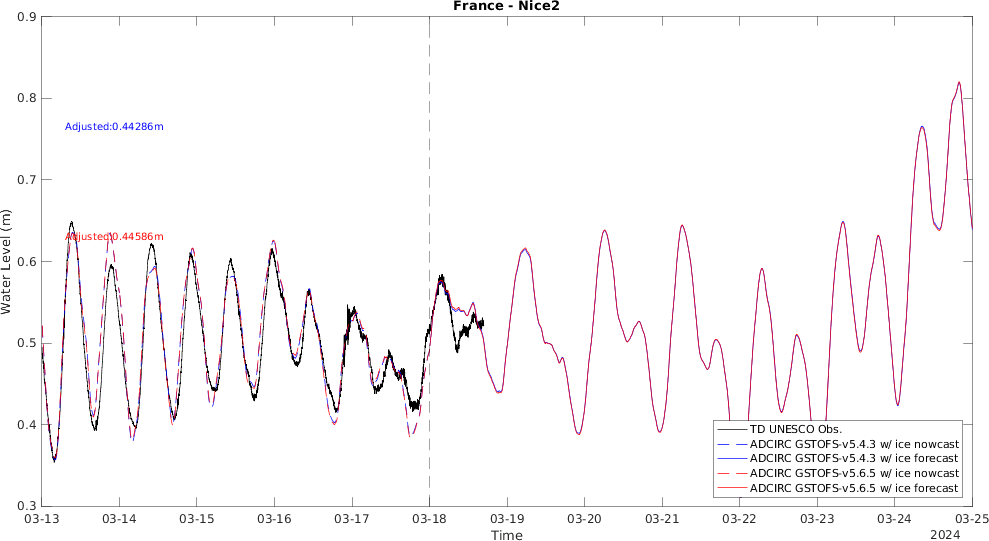 France - Nice2
0.9
0.8
0.7
0.6
0.5
0.4
0.3
Water Level (m)
Adjusted:0.44286m
Adjusted:0.44586m
TD UNESCO Obs.
ADCIRC GSTOFS-v5.4.3 w/ ice nowcast
ADCIRC GSTOFS-v5.4.3 w/ ice forecast
ADCIRC GSTOFS-v5.6.5 w/ ice nowcast
ADCIRC GSTOFS-v5.6.5 w/ ice forecast
03-13 03-14 03-15 03-16 03-17 03-18 03-19 03-20 03-21 03-22 03-23 03-24 03-25
Time
2024